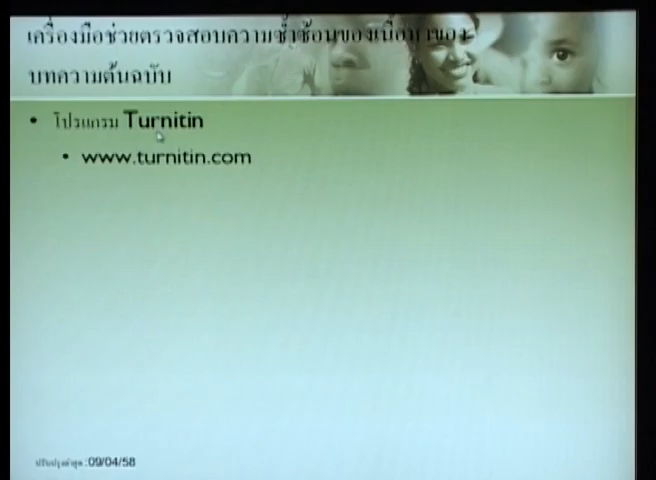 เครื่องมือช่วยตรวจสอบความซ้ำซ้อนของเนื้อหาของ
บทความต้นฉบับ
• โปรแกรม Turnitin
• www.turnitin.com
ปรับปรุงล่าสุด :09/04/58